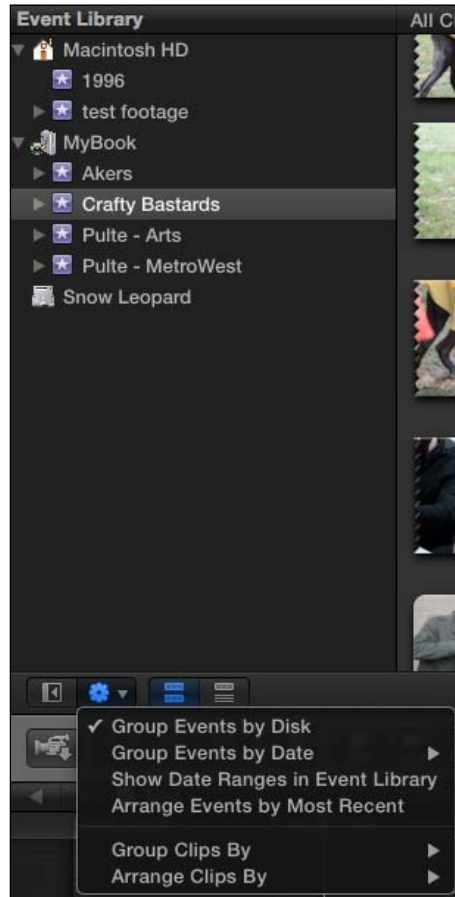 Event Library
All C
Macintosh HD
1996
test footage
MyBook
Akers
Crafty Bastards
Pulte - Arts
Pulte - MetroWest
Snow Leopard
✓ Group Events by Disk
Group Events by Date
Show Date Ranges in Event Library
Arrange Events by Most Recent
Group Clips By
Arrange Clips By